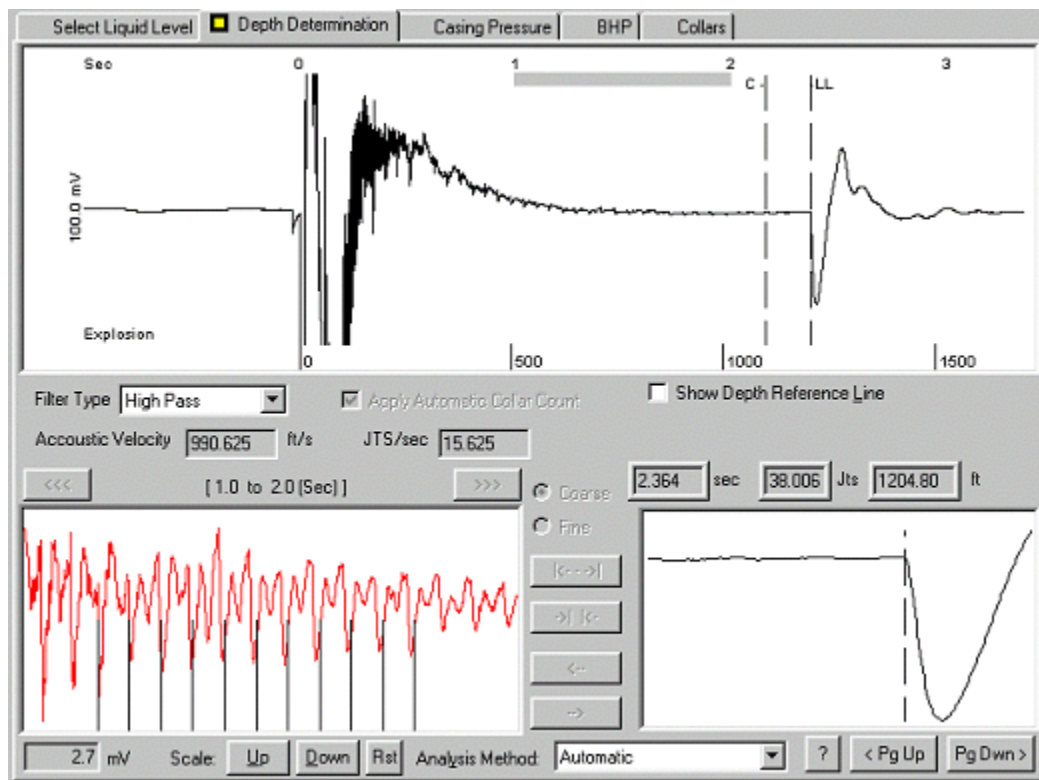 Select Liquid Level Depth Determination Casing Pressure BHP Collars
Sec 0 1 2 3
C LL
100.0 mV
Explosion
0 500 1000 1500
Filter Type High Pass Apply Automatic Collar Count Show Depth Reference Line
Accoustic Velocity 990.625 ft/s JTS/sec 15.625
<<< [ 1.0 to 2.0 (Sec) ] >>> Coarse 2.364 sec 38.006 Jts 1204.80 ft
Fine
|<--->|
->| |<-
<--
-->
2.7 mV Scale: Up Down Rst Analysis Method: Automatic ? < Pg Up Pg Dwn >